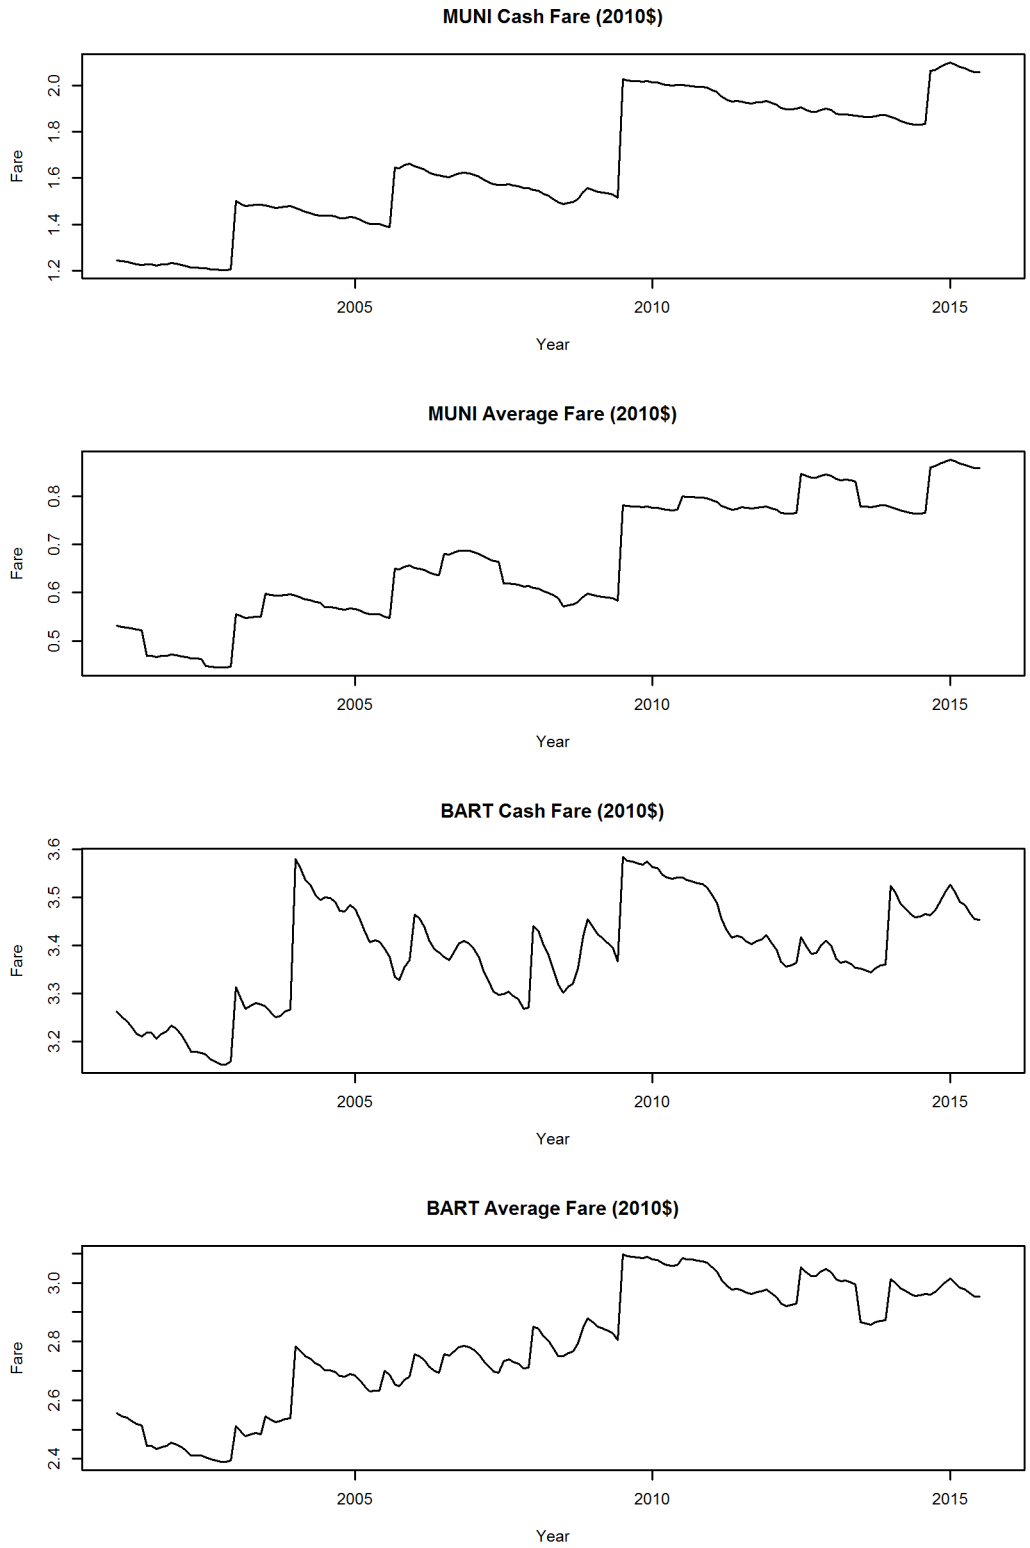 MUNI Cash Fare (2010$)
Fare
2.0
1.8
1.6
1.4
1.2
2005 2010 2015
Year
MUNI Average Fare (2010$)
Fare
0.8
0.7
0.6
0.5
2005 2010 2015
Year
BART Cash Fare (2010$)
Fare
3.6
3.5
3.4
3.3
3.2
2005 2010 2015
Year
BART Average Fare (2010$)
Fare
3.0
2.8
2.6
2.4
2005 2010 2015
Year